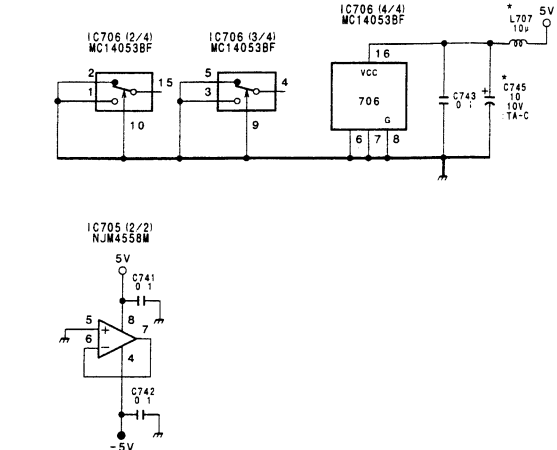 IC706 (2/4)
MC14053BF
2
1
15
10
IC706 (3/4)
MC14053BF
5
3
4
9
IC706 (4/4)
MC14053BF
16
VCC
706
G
6
7
8
C743
0 1
+
*
C745
10
10V
:TA-C
*
L707
10μ
5V
IC705 (2/2)
NJM4558M
5V
C741
0 1
5
6
+
−
8
7
4
C742
0 1
-5V